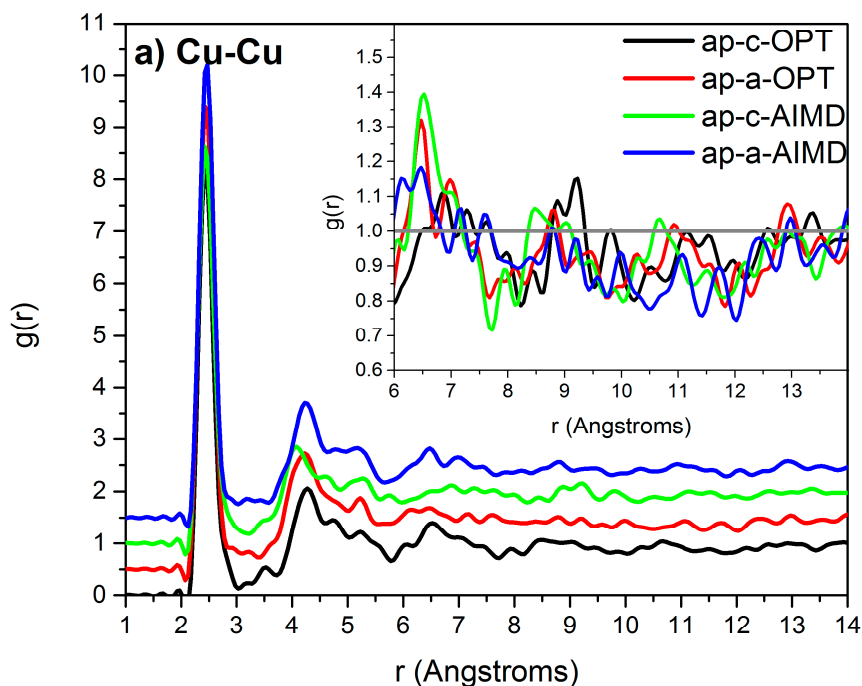 a) Cu-Cu
ap-c-OPT
ap-a-OPT
ap-c-AIMD
ap-a-AIMD
g(r)
11
10
9
8
7
6
5
4
3
2
1
0
1 2 3 4 5 6 7 8 9 10 11 12 13 14
r (Angstroms)
g(r)
1.5
1.4
1.3
1.2
1.1
1.0
0.9
0.8
0.7
0.6
6 7 8 9 10 11 12 13
r (Angstroms)